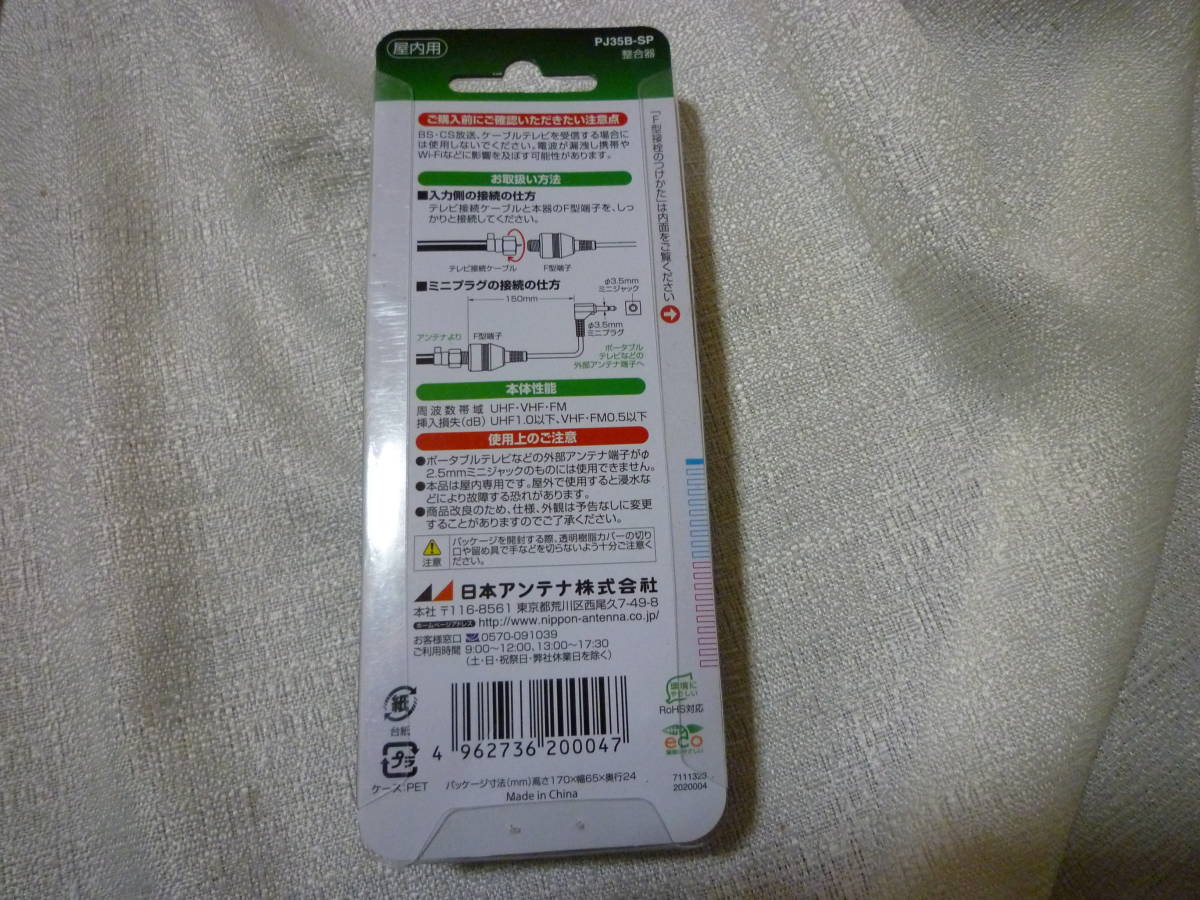 屋内用
PJ35B-SP
整合器
ご購入前にご確認いただきたい注意点
BS・CS放送、ケーブルテレビを受信する場合に
は使用しないでください。電波が漏洩し携帯や
Wi-Fiなどに影響を及ぼす可能性があります。
「F型接栓のつけかた」は内面をご覧ください
お取扱い方法
■入力側の接続の仕方
テレビ接続ケーブルと本器のF型端子を、しっ
かりと接続してください。
テレビ接続ケーブル F型端子
■ミニプラグの接続の仕方
φ3.5mm
ミニジャック
150mm
φ3.5mm
ミニプラグ
アンテナより F型端子
ポータブル
テレビなどの
外部アンテナ端子へ
本体性能
周波数帯域 UHF・VHF・FM
挿入損失(dB) UHF1.0以下、VHF・FM0.5以下
使用上のご注意
●ポータブルテレビなどの外部アンテナ端子がφ
2.5mmミニジャックのものには使用できません。
●本品は屋内専用です。屋外で使用すると浸水な
どにより故障する恐れがあります。
●商品改良のため、仕様、外観は予告なしに変更
することがありますのでご了承ください。
注意
パッケージを開封する際、透明樹脂カバーの切り
口や留め具で手などを切らないよう十分ご注意く
ださい。
日本アンテナ株式会社
本社 〒116-8561 東京都荒川区西尾久7-49-8
ホームページアドレス http://www.nippon-antenna.co.jp/
お客様窓口 0570-091039
ご利用時間 9:00〜12:00、13:00〜17:30
(土・日・祝祭日・弊社休業日を除く)
紙
台紙
プラ
ケース:PET
4 962736 200047
環境に
やさしい
RoHS対応
eco
パッケージ寸法(mm)高さ170×幅65×奥行24
Made in China
7111323
2020004